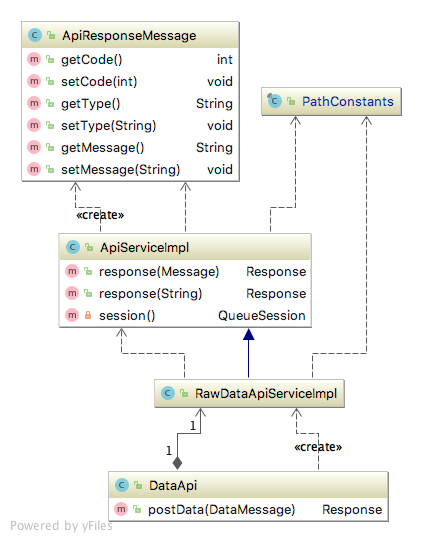 C ApiResponseMessage
m getCode() int
m setCode(int) void
m getType() String
m setType(String) void
m getMessage() String
m setMessage(String) void
C PathConstants
«create»
C ApiServiceImpl
m response(Message) Response
m response(String) Response
m session() QueueSession
C RawDataApiServiceImpl
1
1
«create»
C DataApi
m postData(DataMessage) Response
Powered by yFiles